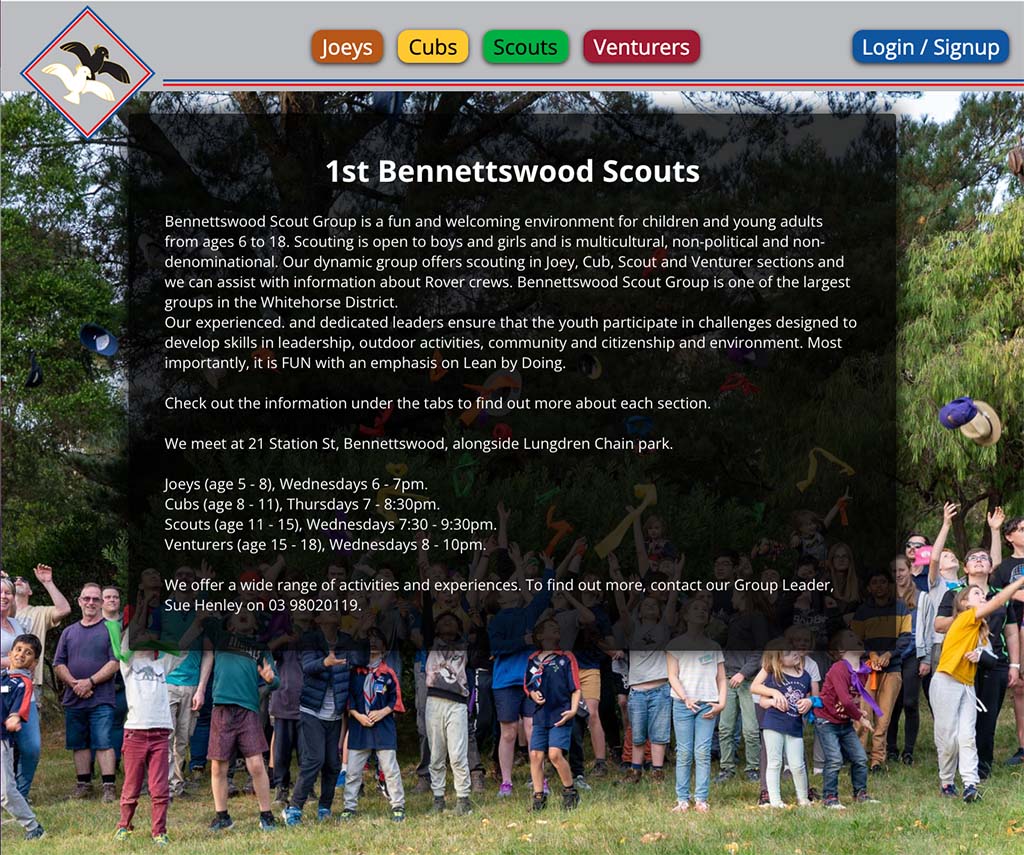 Joeys Cubs Scouts Venturers Login / Signup
1st Bennettswood Scouts
Bennettswood Scout Group is a fun and welcoming environment for children and young adults
from ages 6 to 18. Scouting is open to boys and girls and is multicultural, non-political and non-
denominational. Our dynamic group offers scouting in Joey, Cub, Scout and Venturer sections and
we can assist with information about Rover crews. Bennettswood Scout Group is one of the largest
groups in the Whitehorse District.
Our experienced. and dedicated leaders ensure that the youth participate in challenges designed to
develop skills in leadership, outdoor activities, community and citizenship and environment. Most
importantly, it is FUN with an emphasis on Lean by Doing.
Check out the information under the tabs to find out more about each section.
We meet at 21 Station St, Bennettswood, alongside Lungdren Chain park.
Joeys (age 5 - 8), Wednesdays 6 - 7pm.
Cubs (age 8 - 11), Thursdays 7 - 8:30pm.
Scouts (age 11 - 15), Wednesdays 7:30 - 9:30pm.
Venturers (age 15 - 18), Wednesdays 8 - 10pm.
We offer a wide range of activities and experiences. To find out more, contact our Group Leader,
Sue Henley on 03 98020119.